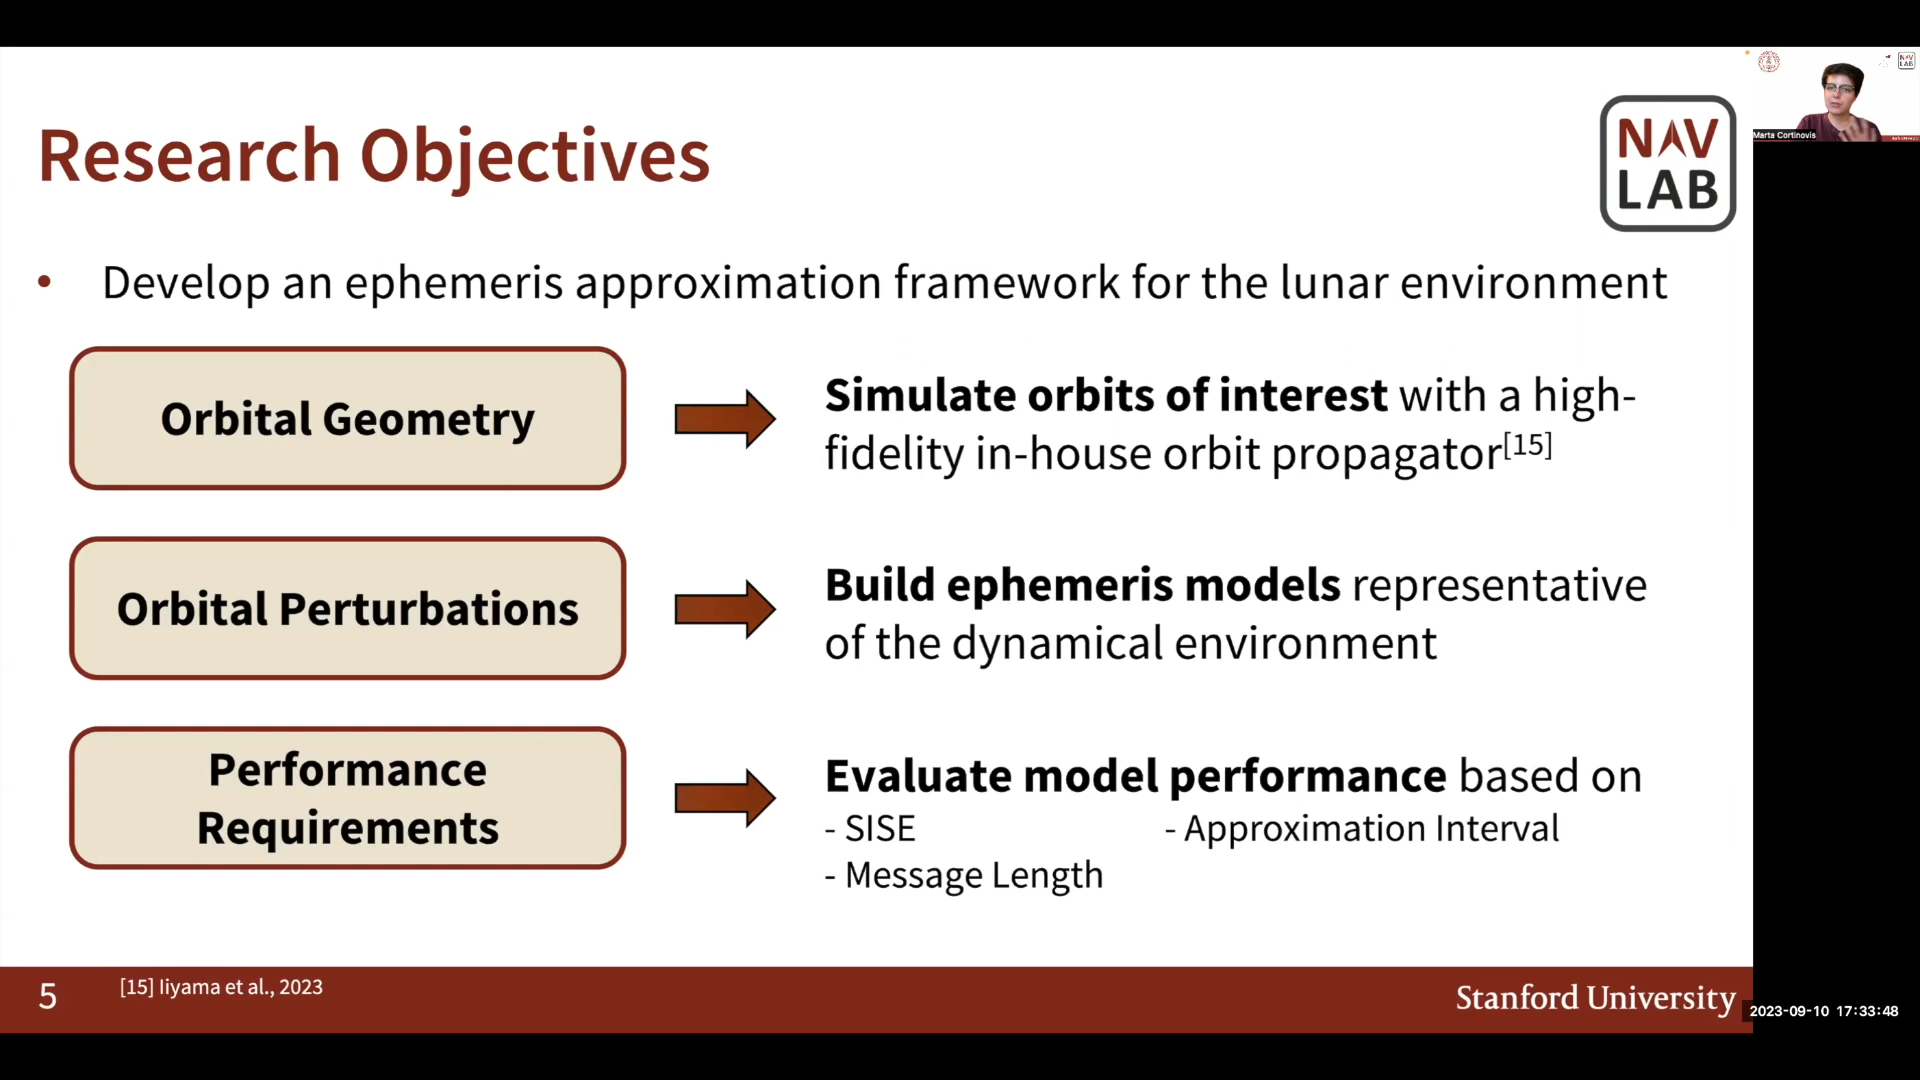 Research Objectives
NAV
LAB
Marta Cortinovis
• Develop an ephemeris approximation framework for the lunar environment
Orbital Geometry
Simulate orbits of interest with a high-
fidelity in-house orbit propagator[15]
Orbital Perturbations
Build ephemeris models representative
of the dynamical environment
Performance
Requirements
Evaluate model performance based on
- SISE - Approximation Interval
- Message Length
5 [15] Iiyama et al., 2023
Stanford University
2023-09-10 17:33:48